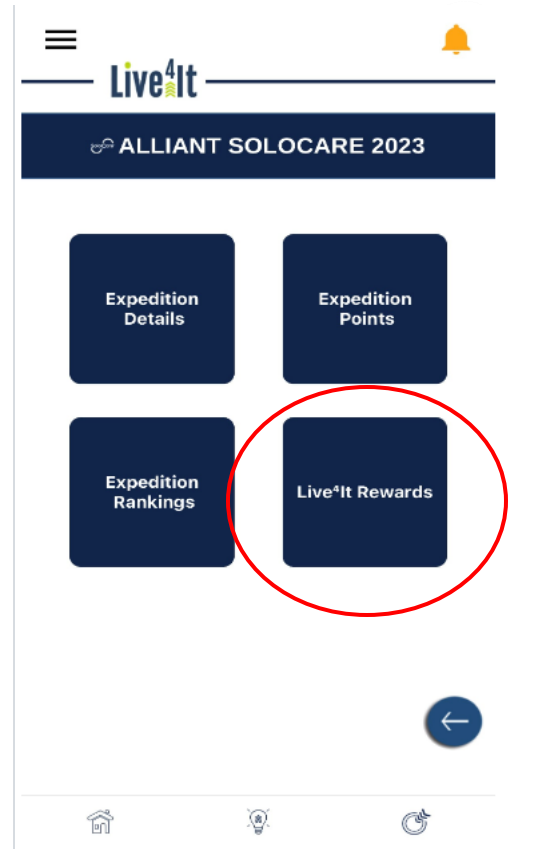 Live⁴It
ALLIANT SOLOCARE 2023
Expedition
Details
Expedition
Points
Expedition
Rankings
Live⁴It Rewards